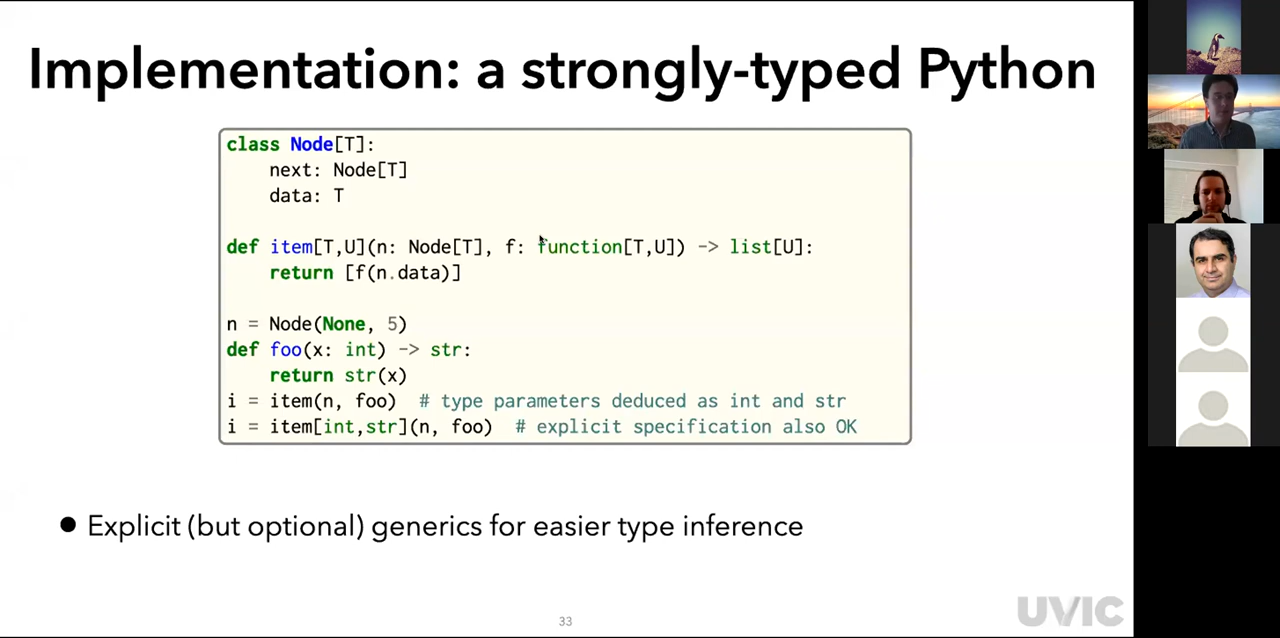 Implementation: a strongly-typed Python
class Node[T]:
    next: Node[T]
    data: T
def item[T,U](n: Node[T], f: function[T,U]) -> list[U]:
    return [f(n.data)]
n = Node(None, 5)
def foo(x: int) -> str:
    return str(x)
i = item(n, foo)  # type parameters deduced as int and str
i = item[int,str](n, foo)  # explicit specification also OK
● Explicit (but optional) generics for easier type inference
33
UVIC